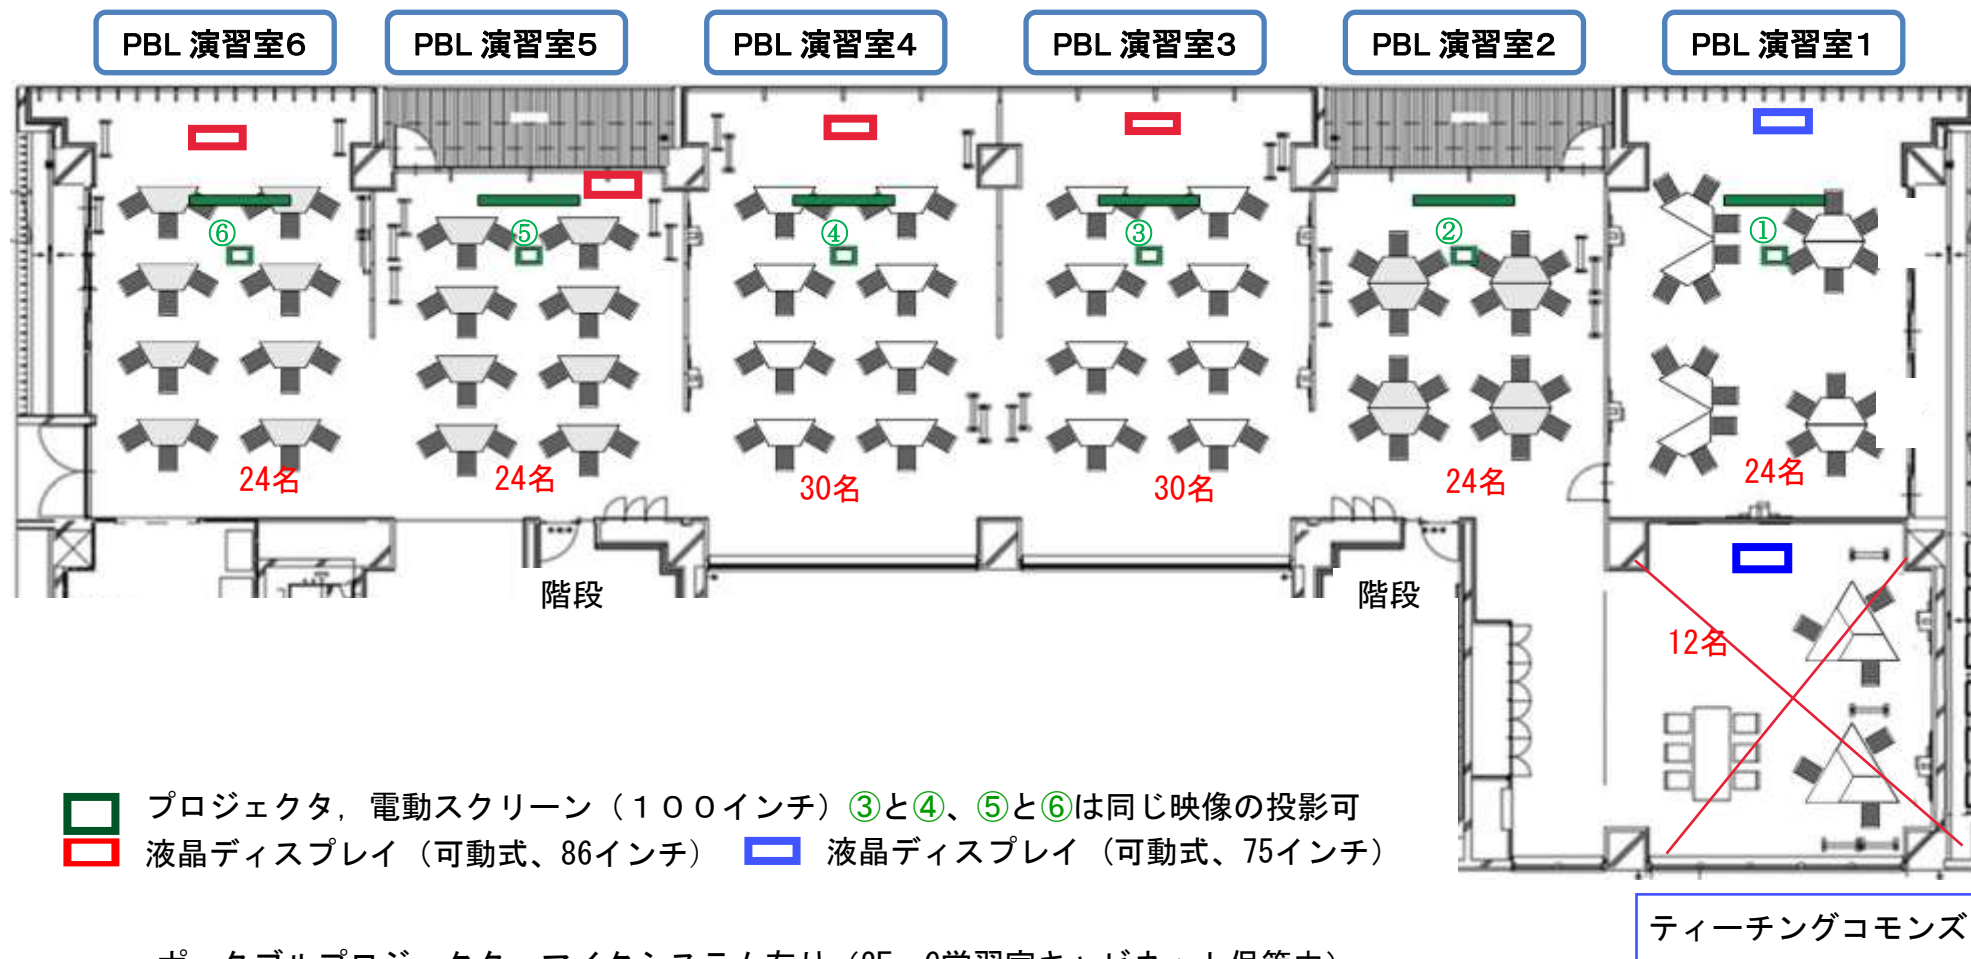 PBL 演習室6 PBL 演習室5 PBL 演習室4 PBL 演習室3 PBL 演習室2 PBL 演習室1
⑥ ⑤ ④ ③ ② ①
24名 24名 30名 30名 24名 24名
階段 階段
12名
プロジェクタ，電動スクリーン（１００インチ）③と④、⑤と⑥は同じ映像の投影可
液晶ディスプレイ（可動式、86インチ） 液晶ディスプレイ（可動式、75インチ）
ティーチングコモンズ